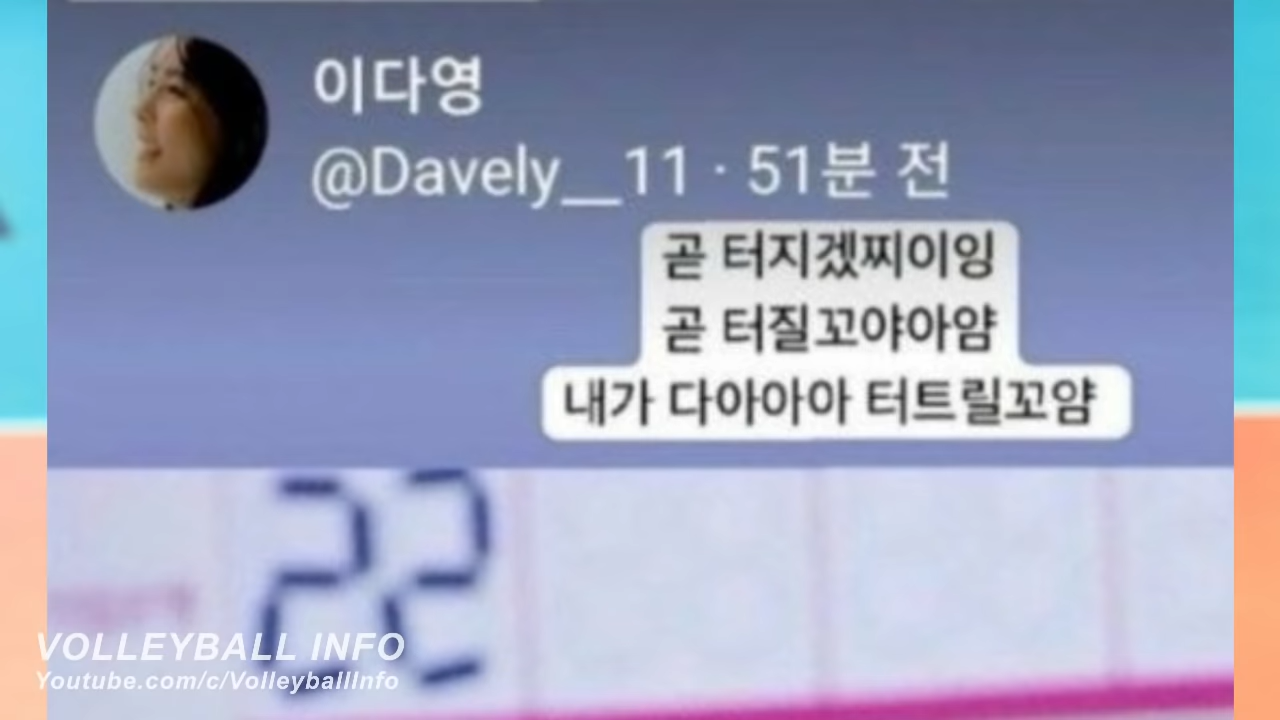 이다영
@Davely__11 · 51분 전
곧 터지겠찌이잉
곧 터질꼬야아얌
내가 다아아아 터트릴꼬얌
22
VOLLEYBALL INFO
Youtube.com/c/VolleyballInfo